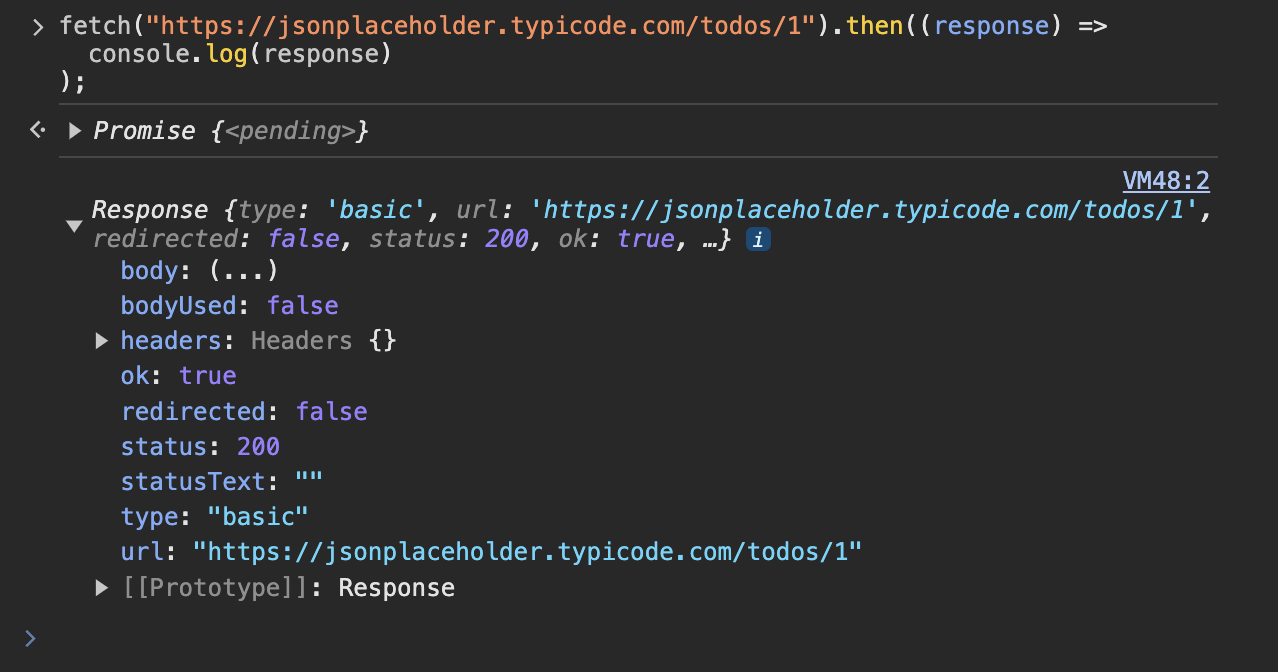 fetch("https://jsonplaceholder.typicode.com/todos/1").then((response) =>
console.log(response)
);
Promise {<pending>}
VM48:2
Response {type: 'basic', url: 'https://jsonplaceholder.typicode.com/todos/1',
redirected: false, status: 200, ok: true, …} i
body: (...)
bodyUsed: false
headers: Headers {}
ok: true
redirected: false
status: 200
statusText: ""
type: "basic"
url: "https://jsonplaceholder.typicode.com/todos/1"
[[Prototype]]: Response